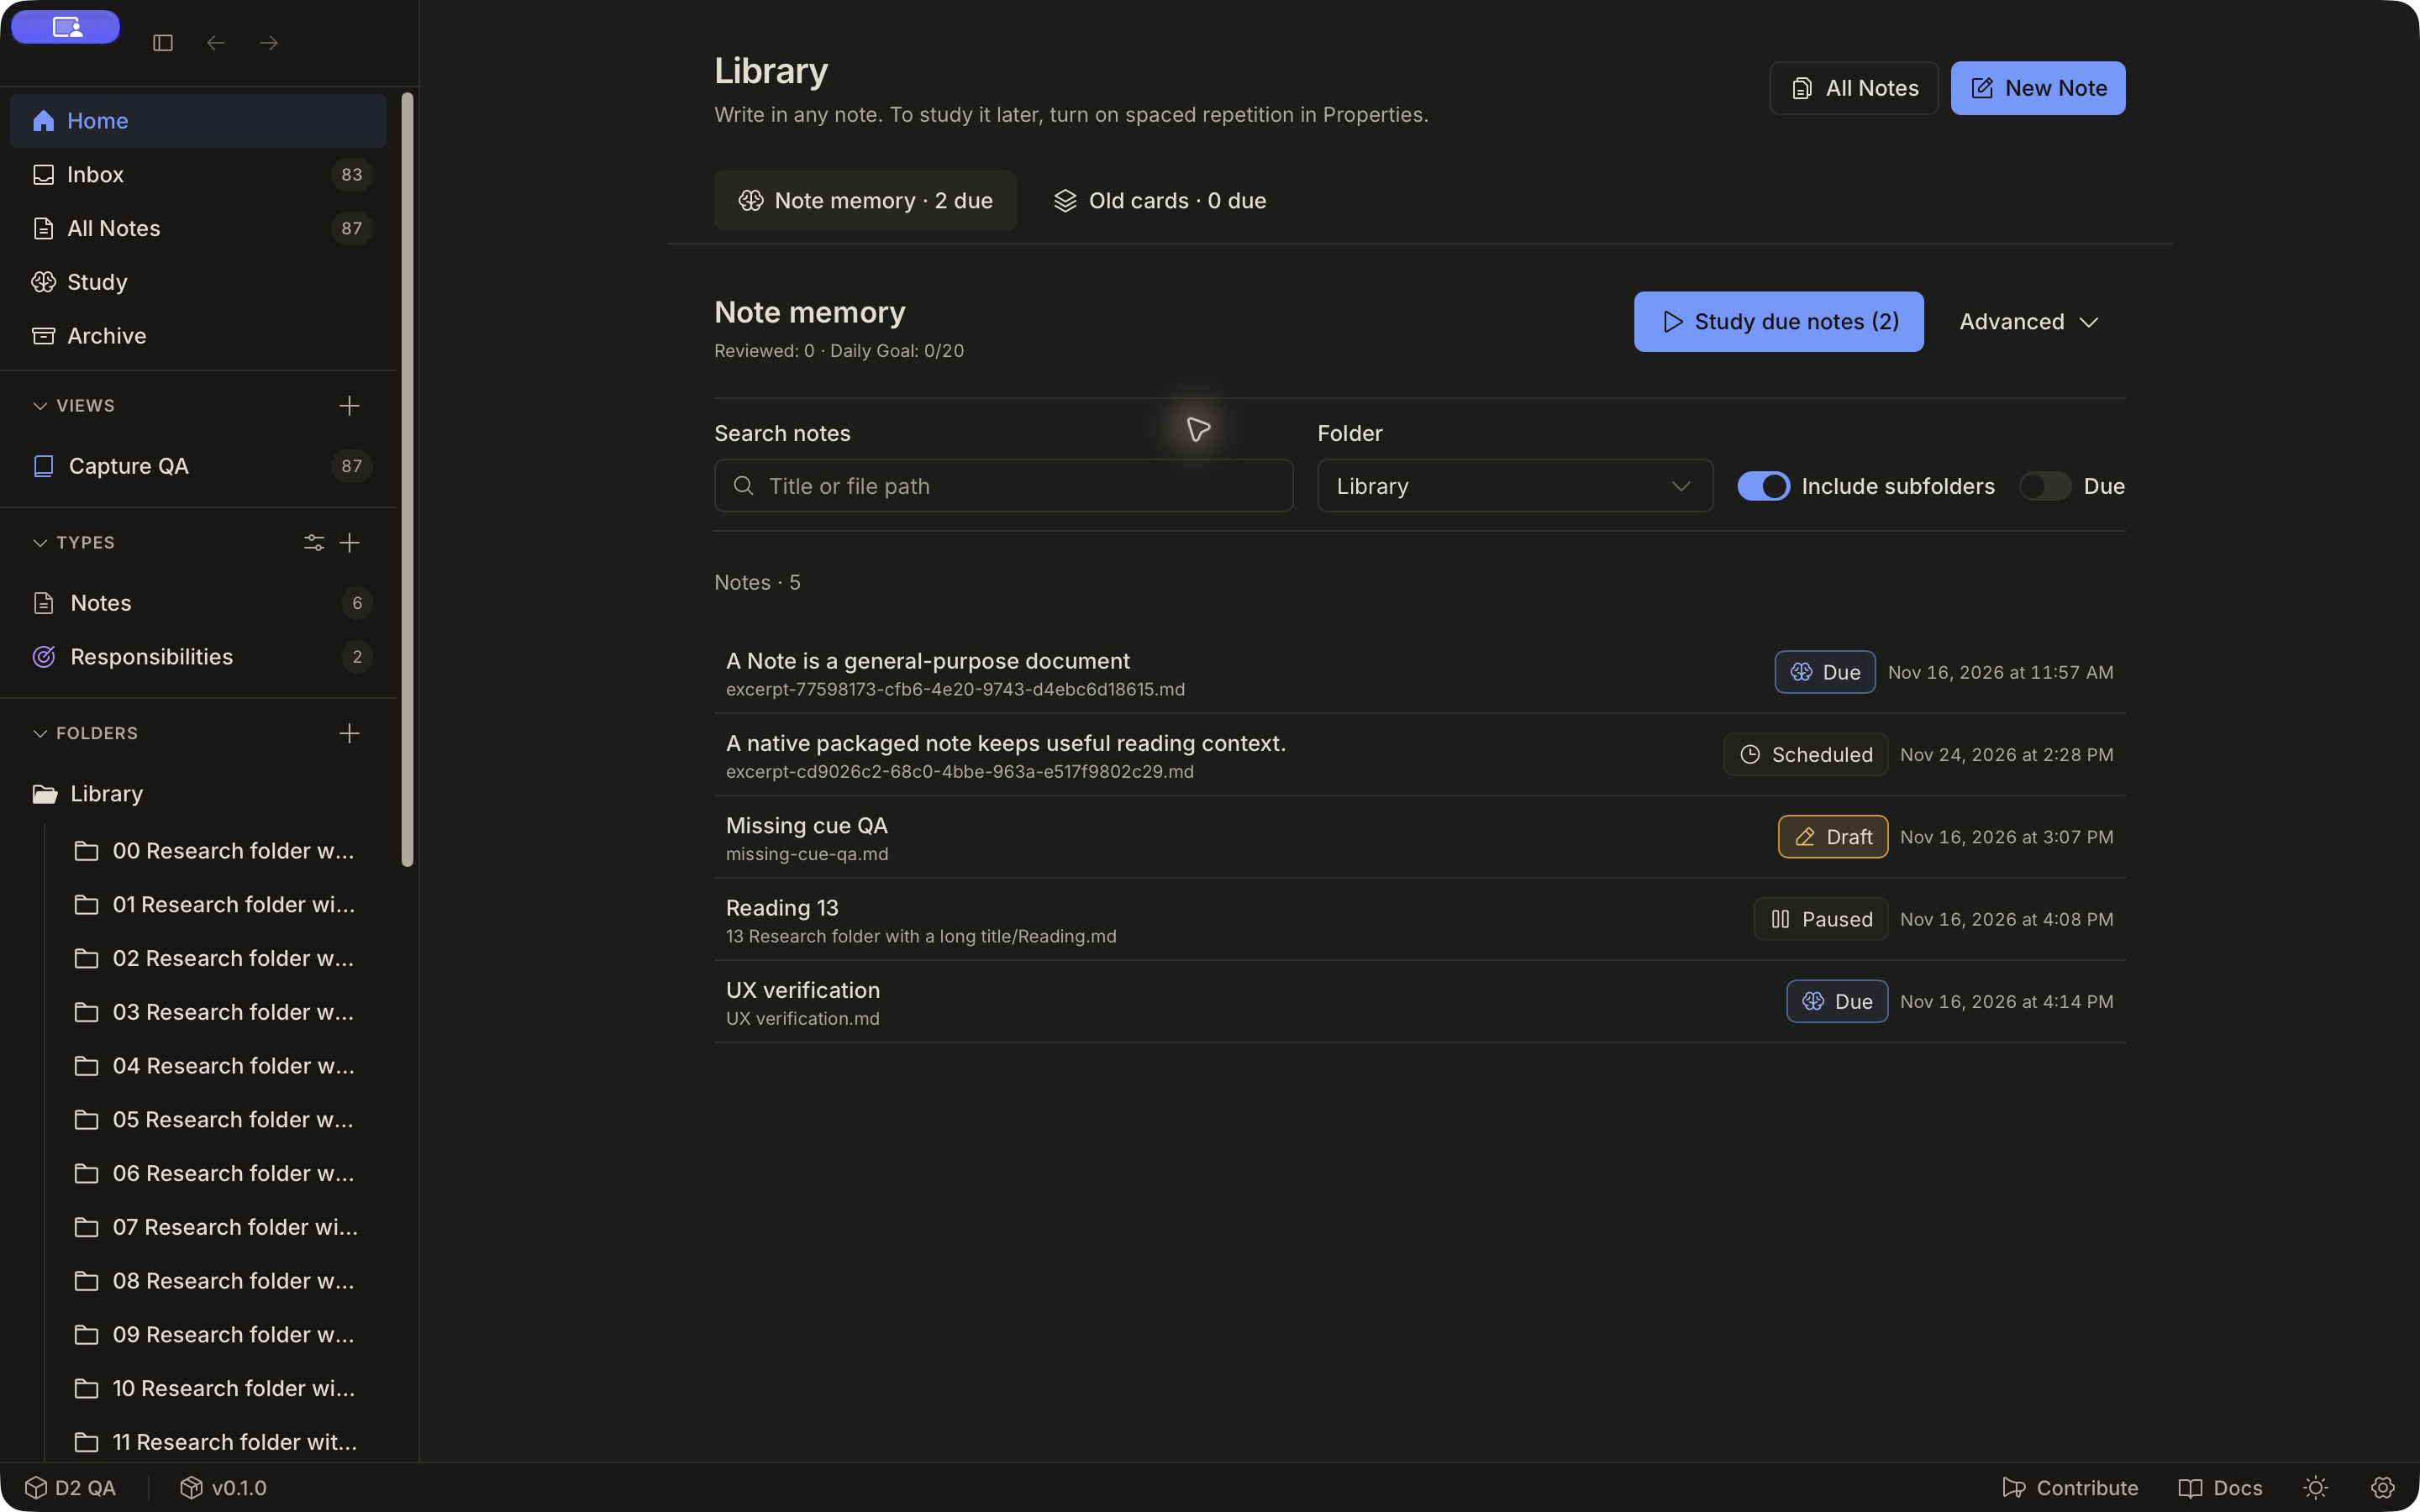 Home
Inbox 83
All Notes 87
Study
Archive
VIEWS
Capture QA 87
TYPES
Notes 6
Responsibilities 2
FOLDERS
Library
00 Research folder w...
01 Research folder wi...
02 Research folder w...
03 Research folder w...
04 Research folder w...
05 Research folder w...
06 Research folder w...
07 Research folder wi...
08 Research folder w...
09 Research folder w...
10 Research folder wi...
11 Research folder wit...
Library
Write in any note. To study it later, turn on spaced repetition in Properties.
All Notes New Note
Note memory · 2 due Old cards · 0 due
Note memory
Reviewed: 0 · Daily Goal: 0/20
Study due notes (2) Advanced
Search notes Folder
Title or file path Library Include subfolders Due
Notes · 5
A Note is a general-purpose document
excerpt-77598173-cfb6-4e20-9743-d4ebc6d18615.md
Due Nov 16, 2026 at 11:57 AM
A native packaged note keeps useful reading context.
excerpt-cd9026c2-68c0-4bbe-963a-e517f9802c29.md
Scheduled Nov 24, 2026 at 2:28 PM
Missing cue QA
missing-cue-qa.md
Draft Nov 16, 2026 at 3:07 PM
Reading 13
13 Research folder with a long title/Reading.md
Paused Nov 16, 2026 at 4:08 PM
UX verification
UX verification.md
Due Nov 16, 2026 at 4:14 PM
D2 QA v0.1.0 Contribute Docs